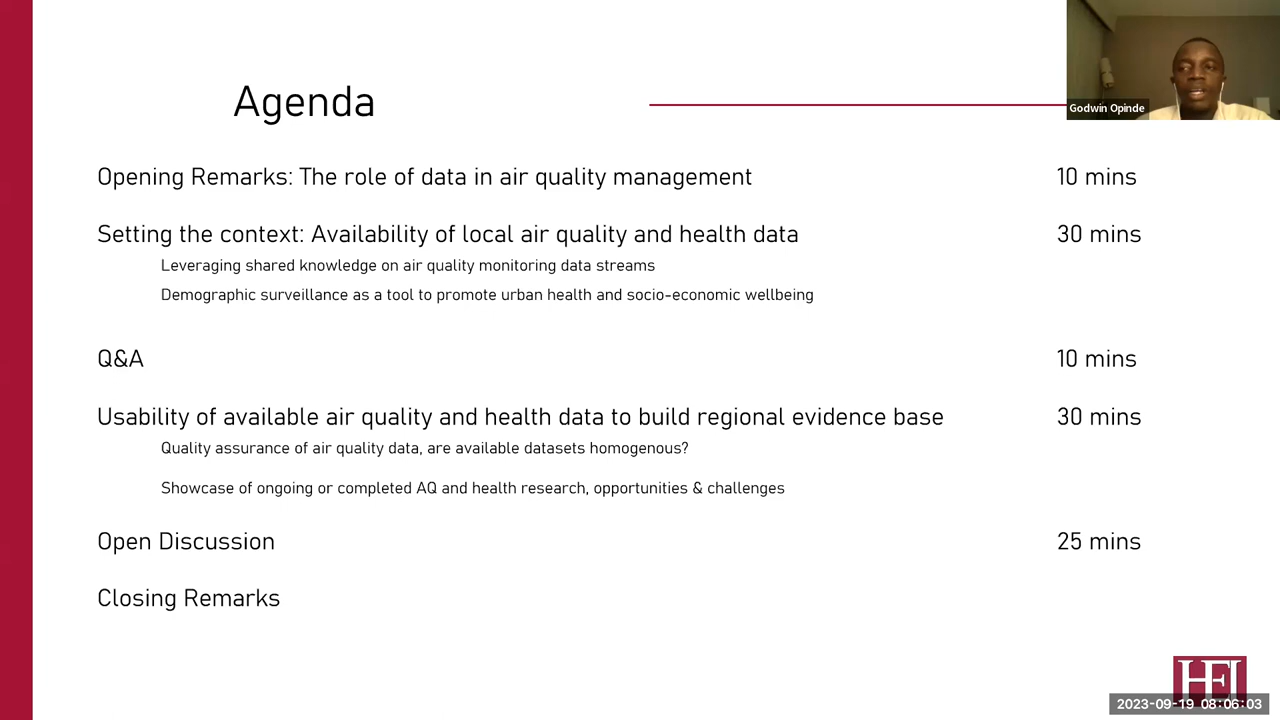 Agenda
Godwin Opinde
Opening Remarks: The role of data in air quality management
10 mins
Setting the context: Availability of local air quality and health data
30 mins
Leveraging shared knowledge on air quality monitoring data streams
Demographic surveillance as a tool to promote urban health and socio-economic wellbeing
Q&A
10 mins
Usability of available air quality and health data to build regional evidence base
30 mins
Quality assurance of air quality data, are available datasets homogenous?
Showcase of ongoing or completed AQ and health research, opportunities & challenges
Open Discussion
25 mins
Closing Remarks
HEI
2023-09-19 08:06:03